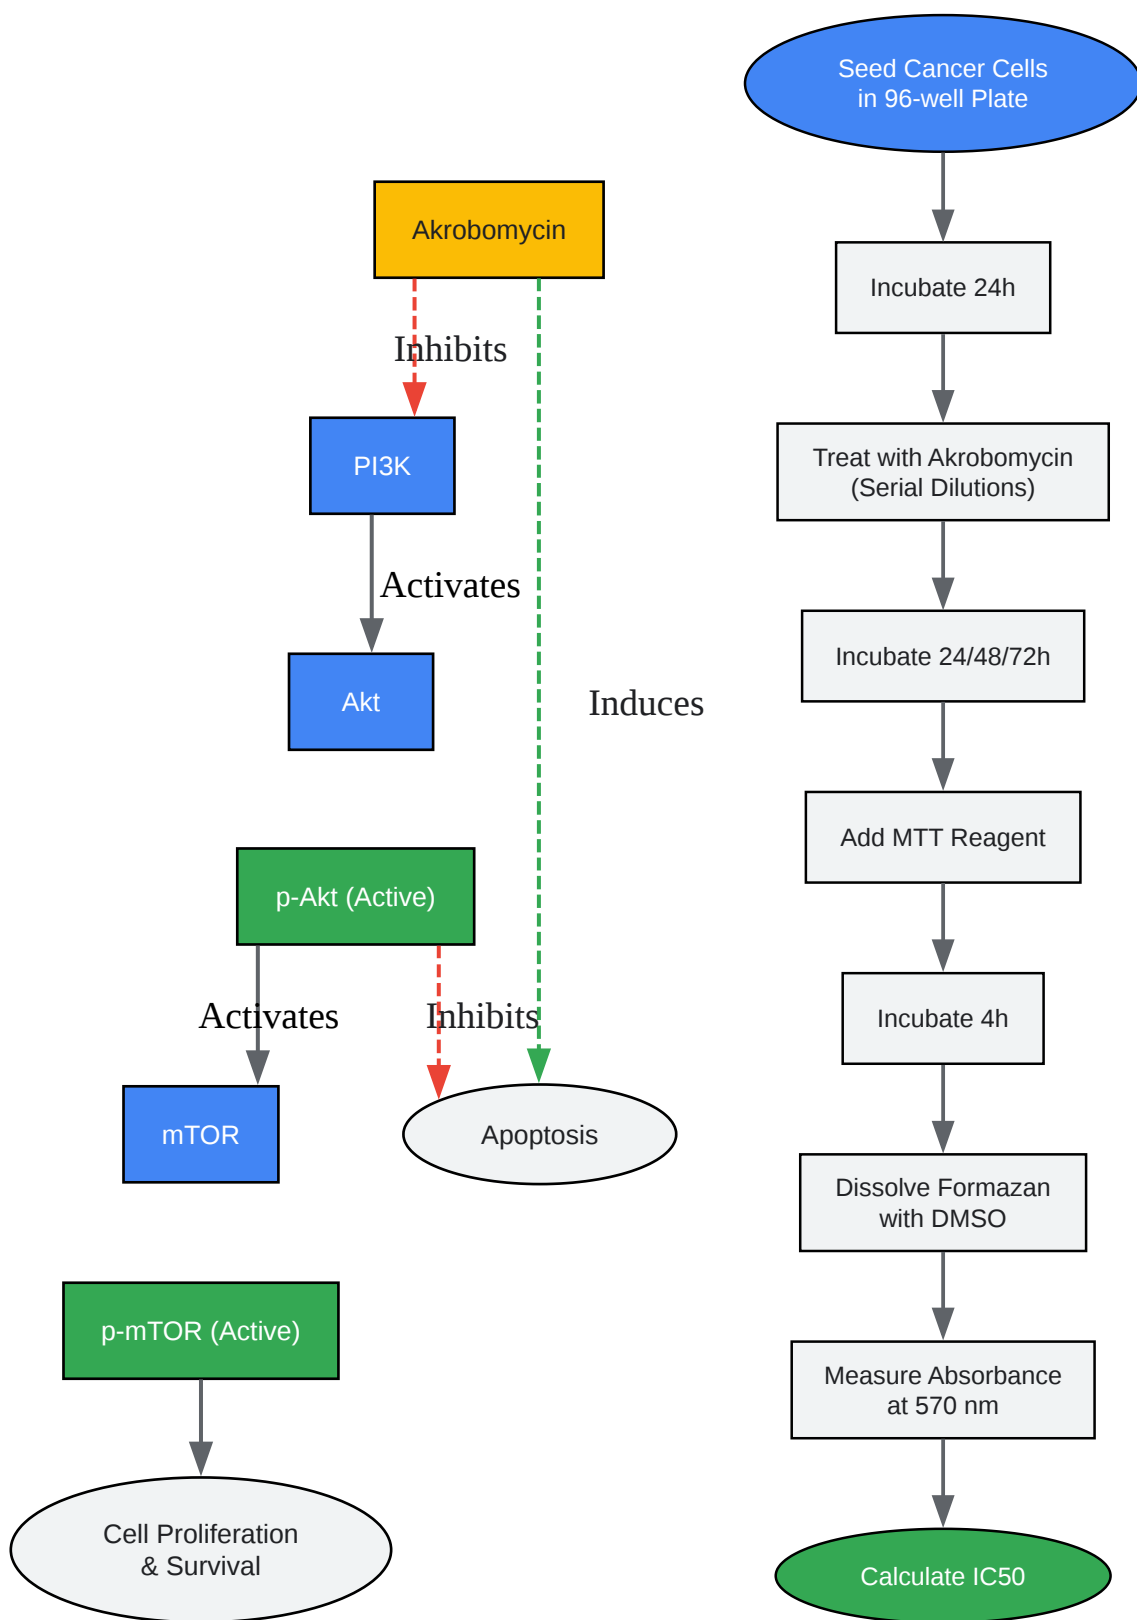 Akrobomycin
Inhibits
PI3K
Activates
Akt
Induces
p-Akt (Active)
Activates
Inhibits
mTOR
Apoptosis
p-mTOR (Active)
Cell Proliferation
& Survival
Seed Cancer Cells
in 96-well Plate
Incubate 24h
Treat with Akrobomycin
(Serial Dilutions)
Incubate 24/48/72h
Add MTT Reagent
Incubate 4h
Dissolve Formazan
with DMSO
Measure Absorbance
at 570 nm
Calculate IC50